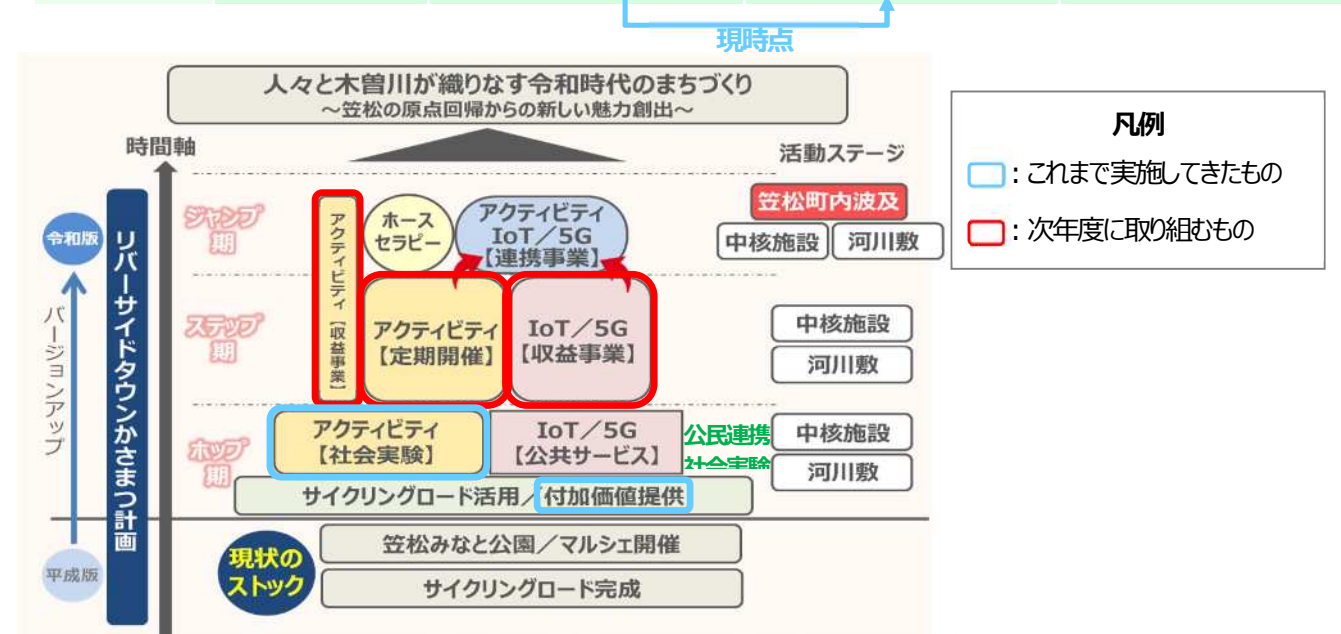 現時点
人々と木曽川が織りなす令和時代のまちづくり
~笠松の原点回帰からの新しい魅力創出~
時間軸
活動ステージ
凡例
:これまで実施してきたもの
:次年度に取り組むもの
令和版
バージョンアップ
平成版
リバーサイドタウンかさまつ計画
ジャンプ
期
アクティビティ【収益事業】
ホース
セラピー
アクティビティ
IoT/5G
【連携事業】
笠松町内波及
中核施設
河川敷
ステップ
期
アクティビティ
【定期開催】
IoT/5G
【収益事業】
中核施設
河川敷
ホップ
期
アクティビティ
【社会実験】
IoT/5G
【公共サービス】
公民連携
社会実験
中核施設
河川敷
サイクリングロード活用/付加価値提供
現状の
ストック
笠松みなと公園/マルシェ開催
サイクリングロード完成